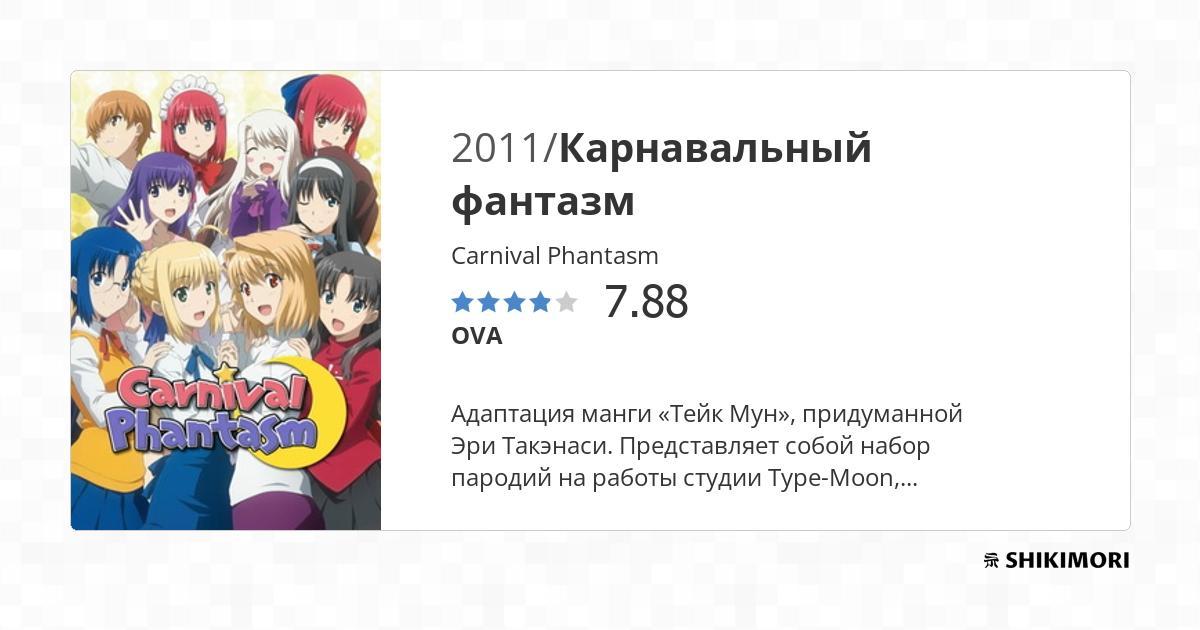 2011/Карнавальный
фантазм
Carnival Phantasm
7.88
OVA
Адаптация манги «Тейк Мун», придуманной
Эри Такэнаси. Представляет собой набор
пародий на работы студии Type-Moon,...
Carnival
Phantasm
SHIKIMORI